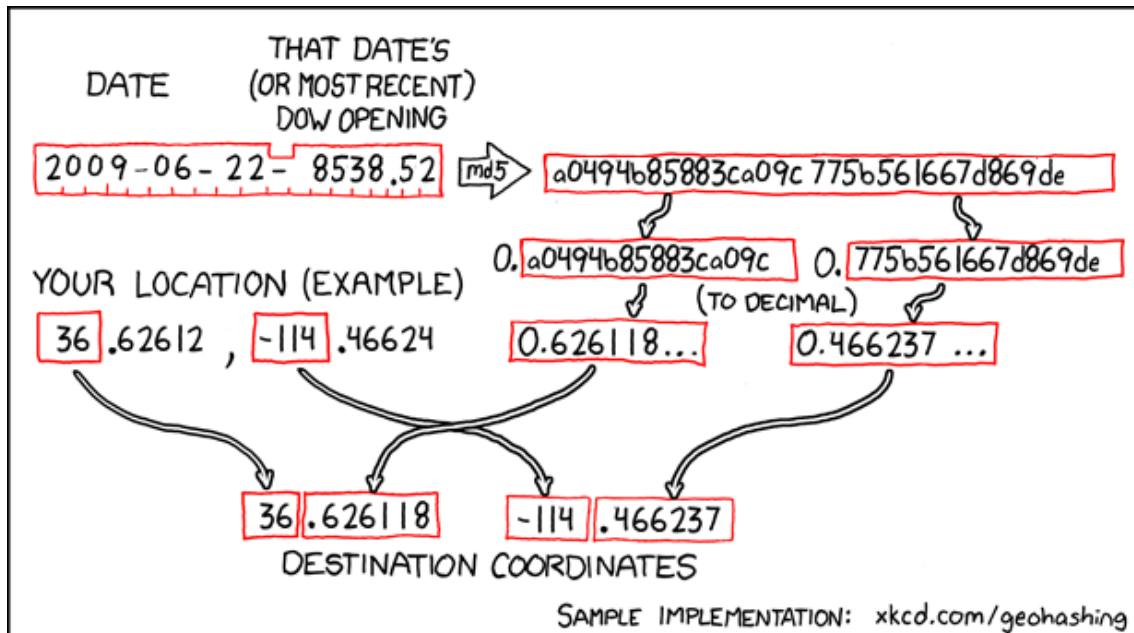 DATE
THAT DATE'S
(OR MOST RECENT)
DOW OPENING
2009-06-22- 8538.52
md5
a0494b85883ca09c775b561667d869de
0.a0494b85883ca09c
0.775b561667d869de
YOUR LOCATION (EXAMPLE)
(TO DECIMAL)
36.62612, -114.46624
0.626118...
0.466237...
36.626118
-114.466237
DESTINATION COORDINATES
SAMPLE IMPLEMENTATION: xkcd.com/geohashing